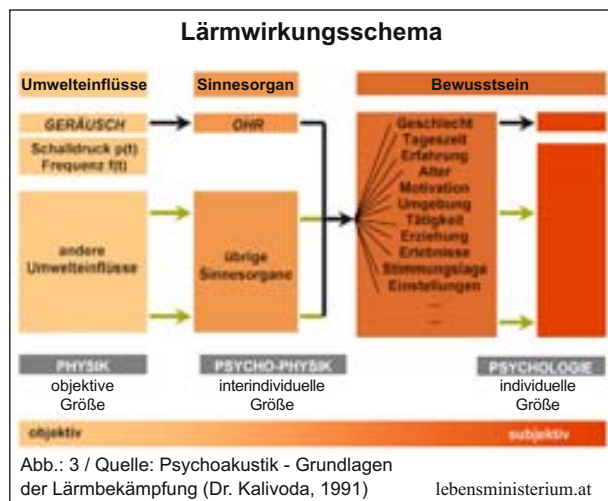 Lärmwirkungsschema
Umwelteinflüsse
Sinnesorgan
Bewusstsein
GERÄUSCH
OHR
Schalldruck p(t)
Frequenz f(t)
andere
Umwelteinflüsse
übrige
Sinnesorgane
Geschlecht
Tageszeit
Erfahrung
Alter
Motivation
Umgebung
Tätigkeit
Erziehung
Erlebnisse
Stimmungslage
Einstellungen
...
...
PHYSIK
objektive
Größe
PSYCHO-PHYSIK
interindividuelle
Größe
PSYCHOLOGIE
individuelle
Größe
objektiv
subjektiv
Abb.: 3 / Quelle: Psychoakustik - Grundlagen
der Lärmbekämpfung (Dr. Kalivoda, 1991)
lebensministerium.at